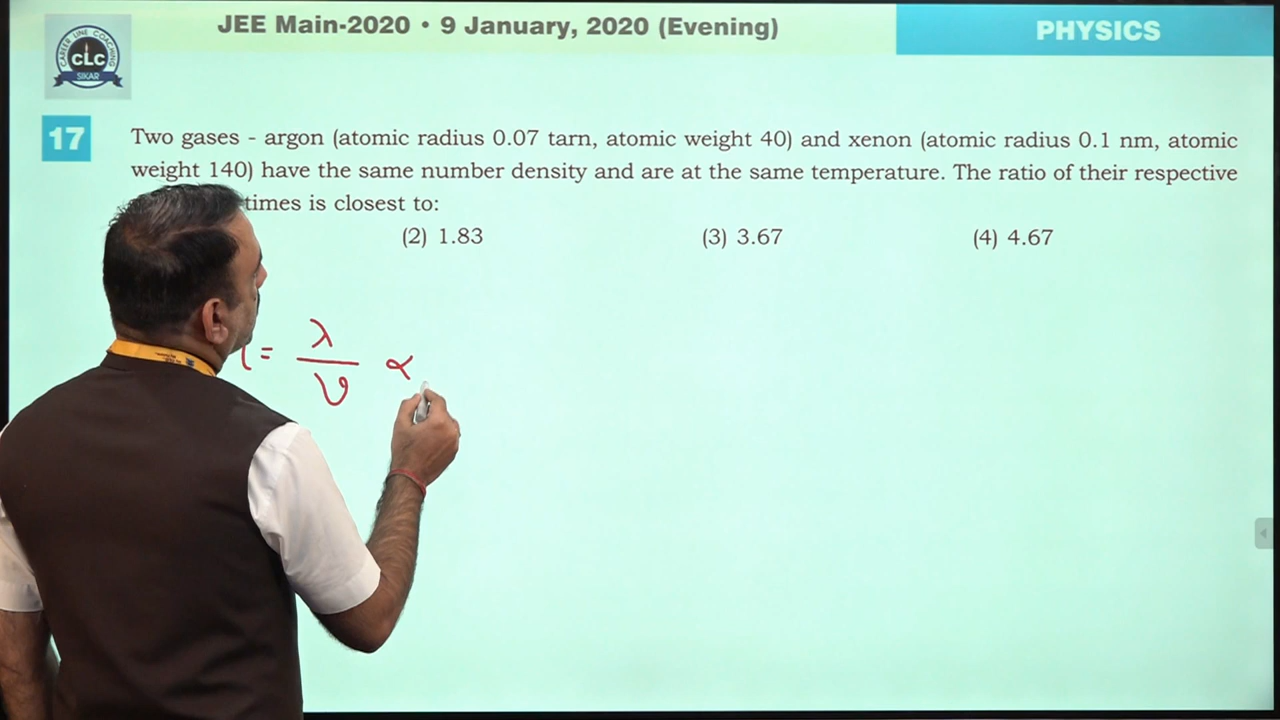 JEE Main-2020 • 9 January, 2020 (Evening)
PHYSICS
CAREER LINE COACHING
CLC
SIKAR
17
Two gases - argon (atomic radius 0.07 tarn, atomic weight 40) and xenon (atomic radius 0.1 nm, atomic
weight 140) have the same number density and are at the same temperature. The ratio of their respective
times is closest to:
(2) 1.83 (3) 3.67 (4) 4.67
= λ / v ∝